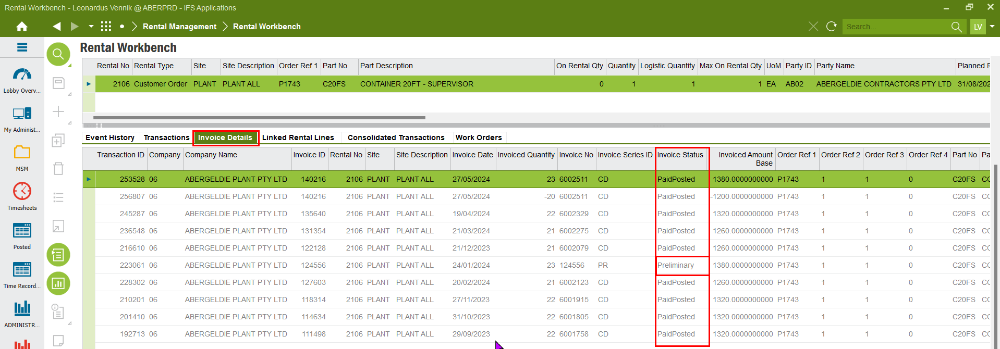 Rental Workbench - Leonardus Vennik @ ABERPRD - IFS Applications
Rental Management Rental Workbench Search... LV
Rental Workbench
Rental No Rental Type Site Site Description Order Ref 1 Part No Part Description On Rental Qty Quantity Logistic Quantity Max On Rental Qty UoM Party ID Party Name Planned R
2106 Customer Order PLANT PLANT ALL P1743 C20FS CONTAINER 20FT - SUPERVISOR 0 1 1 1 EA AB02 ABERGELDIE CONTRACTORS PTY LTD 31/08/202
Lobby Overv...
My Administ...
MSM
Timesheets
Posted
Time Record...
ADMINISTR...
Event History Transactions Invoice Details Linked Rental Lines Consolidated Transactions Work Orders
Transaction ID Company Company Name Invoice ID Rental No Site Site Description Invoice Date Invoiced Quantity Invoice No Invoice Series ID Invoice Status Invoiced Amount Base Order Ref 1 Order Ref 2 Order Ref 3 Order Ref 4 Part No Pa
253528 06 ABERGELDIE PLANT PTY LTD 140216 2106 PLANT PLANT ALL 27/05/2024 23 6002511 CD PaidPosted 1380.0000000000 P1743 1 1 0 C20FS CC
256807 06 ABERGELDIE PLANT PTY LTD 140216 2106 PLANT PLANT ALL 27/05/2024 -20 6002511 CD PaidPosted -1200.0000000000 P1743 1 1 0 C20FS CC
245287 06 ABERGELDIE PLANT PTY LTD 135640 2106 PLANT PLANT ALL 19/04/2024 22 6002329 CD PaidPosted 1320.0000000000 P1743 1 1 0 C20FS CC
236548 06 ABERGELDIE PLANT PTY LTD 131354 2106 PLANT PLANT ALL 21/03/2024 21 6002275 CD PaidPosted 1260.0000000000 P1743 1 1 0 C20FS CC
216610 06 ABERGELDIE PLANT PTY LTD 122128 2106 PLANT PLANT ALL 21/12/2023 21 6002079 CD PaidPosted 1260.0000000000 P1743 1 1 0 C20FS CC
223061 06 ABERGELDIE PLANT PTY LTD 124556 2106 PLANT PLANT ALL 24/01/2024 23 124556 PR Preliminary 1380.0000000000 P1743 1 1 0 C20FS CC
228302 06 ABERGELDIE PLANT PTY LTD 127603 2106 PLANT PLANT ALL 20/02/2024 21 6002123 CD PaidPosted 1260.0000000000 P1743 1 1 0 C20FS CC
210201 06 ABERGELDIE PLANT PTY LTD 118314 2106 PLANT PLANT ALL 27/11/2023 22 6001915 CD PaidPosted 1320.0000000000 P1743 1 1 0 C20FS CC
201410 06 ABERGELDIE PLANT PTY LTD 114634 2106 PLANT PLANT ALL 31/10/2023 22 6001805 CD PaidPosted 1320.0000000000 P1743 1 1 0 C20FS CC
192713 06 ABERGELDIE PLANT PTY LTD 111498 2106 PLANT PLANT ALL 29/09/2023 22 6001758 CD PaidPosted 1320.0000000000 P1743 1 1 0 C20FS CC